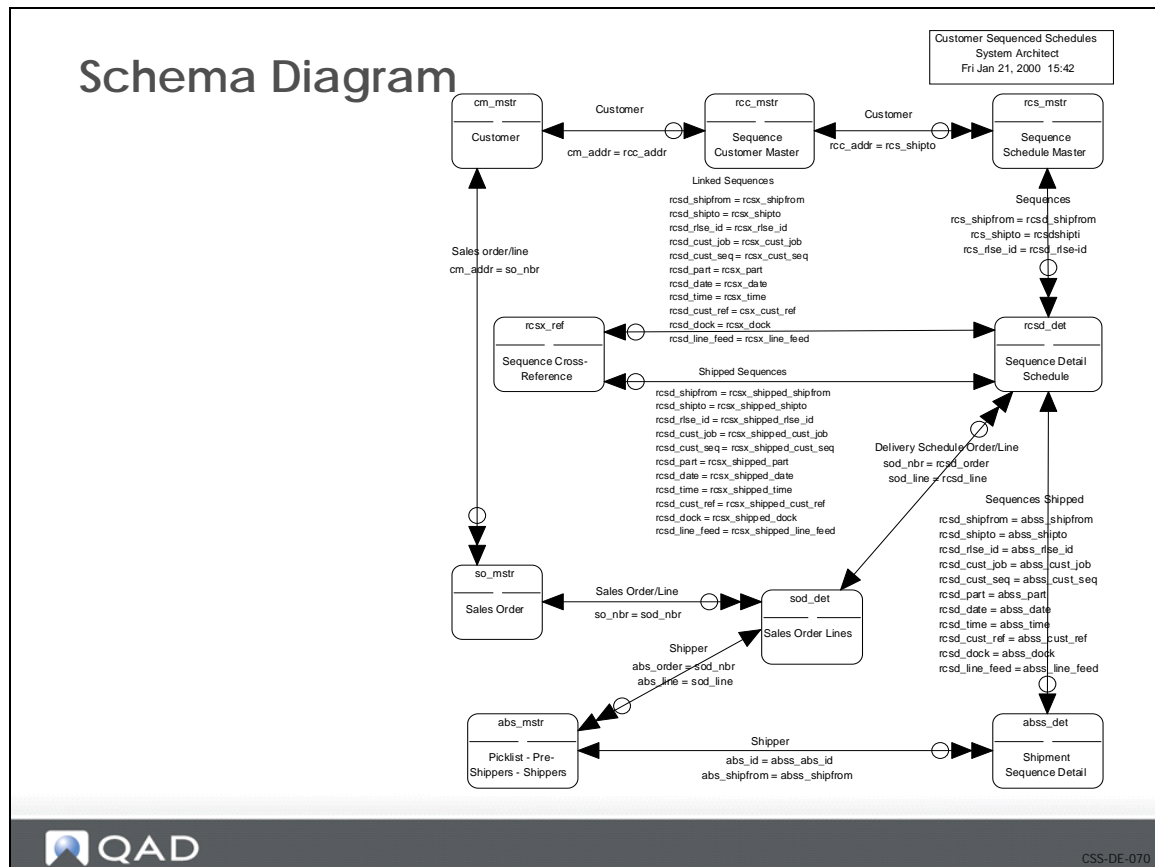 Schema Diagram
Customer Sequenced Schedules
System Architect
Fri Jan 21, 2000 15:42
cm_mstr
Customer
Customer
cm_addr = rcc_addr
rcc_mstr
Sequence
Customer Master
Customer
rcc_addr = rcs_shipto
rcs_mstr
Sequence
Schedule Master
Linked Sequences
rcsd_shipfrom = rcsx_shipfrom
rcsd_shipto = rcsx_shipto
rcsd_rlse_id = rcsx_rlse_id
rcsd_cust_job = rcsx_cust_job
rcsd_cust_seq = rcsx_cust_seq
rcsd_part = rcsx_part
rcsd_date = rcsx_date
rcsd_time = rcsx_time
rcsd_cust_ref = csx_cust_ref
rcsd_dock = rcsx_dock
rcsd_line_feed = rcsx_line_feed
Sequences
rcs_shipfrom = rcsd_shipfrom
rcs_shipto = rcsdshipti
rcs_rlse_id = rcsd_rlse-id
Sales order/line
cm_addr = so_nbr
rcsx_ref
Sequence Cross-
Reference
rcsd_det
Sequence Detail
Schedule
Shipped Sequences
rcsd_shipfrom = rcsx_shipped_shipfrom
rcsd_shipto = rcsx_shipped_shipto
rcsd_rlse_id = rcsx_shipped_rlse_id
rcsd_cust_job = rcsx_shipped_cust_job
rcsd_cust_seq = rcsx_shipped_cust_seq
rcsd_part = rcsx_shipped_part
rcsd_date = rcsx_shipped_date
rcsd_time = rcsx_shipped_time
rcsd_cust_ref = rcsx_shipped_cust_ref
rcsd_dock = rcsx_shipped_dock
rcsd_line_feed = rcsx_shipped_line_feed
Delivery Schedule Order/Line
sod_nbr = rcsd_order
sod_line = rcsd_line
Sequences Shipped
rcsd_shipfrom = abss_shipfrom
rcsd_shipto = abss_shipto
rcsd_rlse_id = abss_rlse_id
rcsd_cust_job = abss_cust_job
rcsd_cust_seq = abss_cust_seq
rcsd_part = abss_part
rcsd_date = abss_date
rcsd_time = abss_time
rcsd_cust_ref = abss_cust_ref
rcsd_dock = abss_dock
rcsd_line_feed = abss_line_feed
so_mstr
Sales Order
Sales Order/Line
so_nbr = sod_nbr
sod_det
Sales Order Lines
Shipper
abs_order = sod_nbr
abs_line = sod_line
abs_mstr
Picklist - Pre-
Shippers - Shippers
Shipper
abs_id = abss_abs_id
abs_shipfrom = abss_shipfrom
abss_det
Shipment
Sequence Detail
QAD
CSS-DE-070